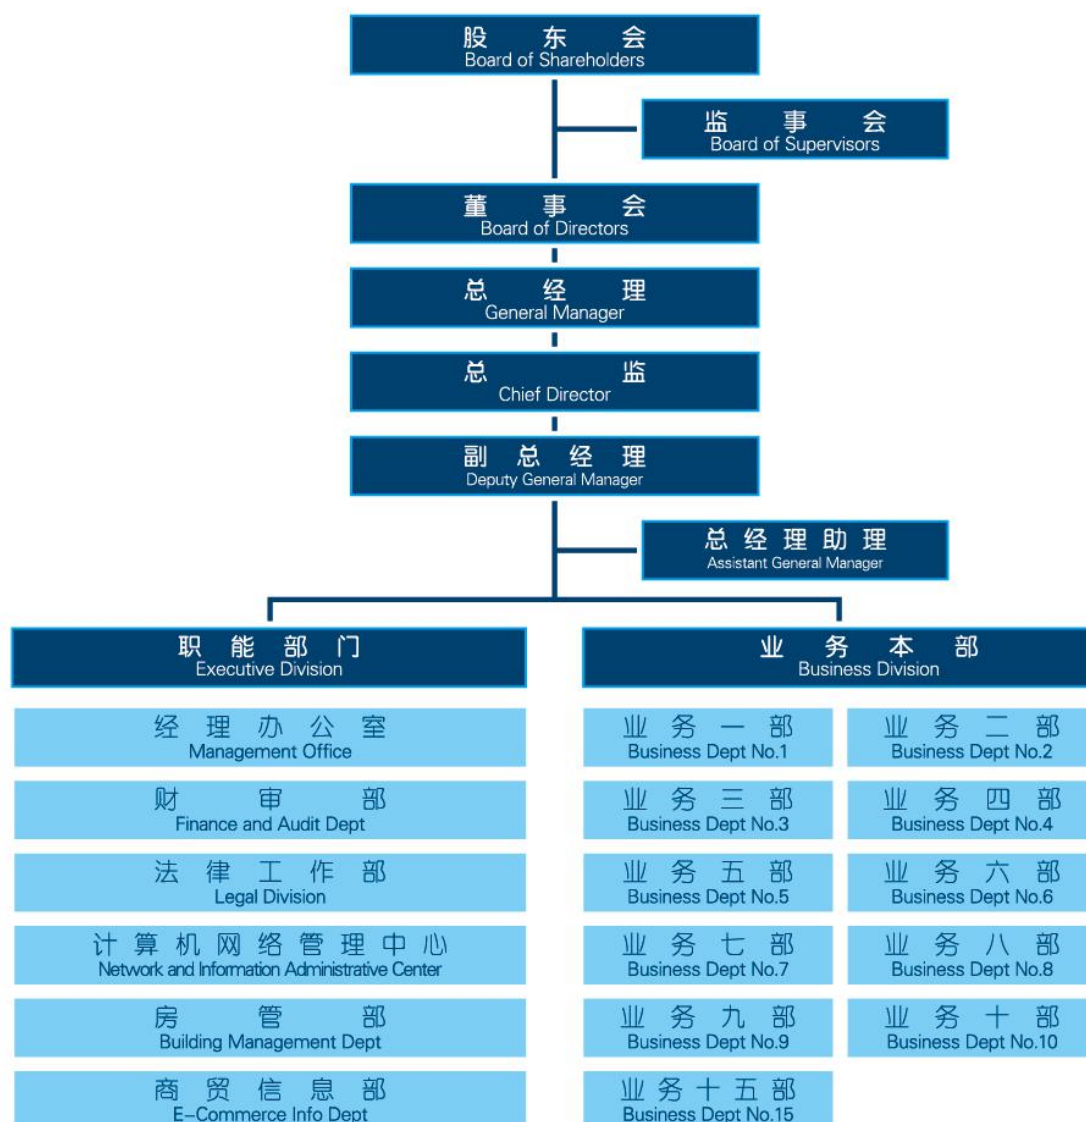 股东会
Board of Shareholders
监事会
Board of Supervisors
董事会
Board of Directors
总经理
General Manager
总监
Chief Director
副总经理
Deputy General Manager
总经理助理
Assistant General Manager
职能部门
Executive Division
业务本部
Business Division
经理办公室
Management Office
财审部
Finance and Audit Dept
法律工作部
Legal Division
计算机网络管理中心
Network and Information Administrative Center
房管部
Building Management Dept
商贸信息部
E-Commerce Info Dept
业务一部
Business Dept No.1
业务二部
Business Dept No.2
业务三部
Business Dept No.3
业务四部
Business Dept No.4
业务五部
Business Dept No.5
业务六部
Business Dept No.6
业务七部
Business Dept No.7
业务八部
Business Dept No.8
业务九部
Business Dept No.9
业务十部
Business Dept No.10
业务十五部
Business Dept No.15